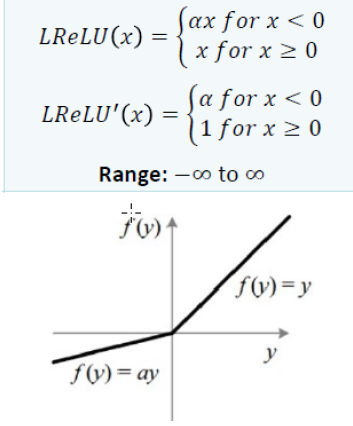 LReLU(x) = {αx for x < 0
x for x ≥ 0
LReLU'(x) = {α for x < 0
1 for x ≥ 0
Range: −∞ to ∞
f(y)
f(y) = y
y
f(y) = ay